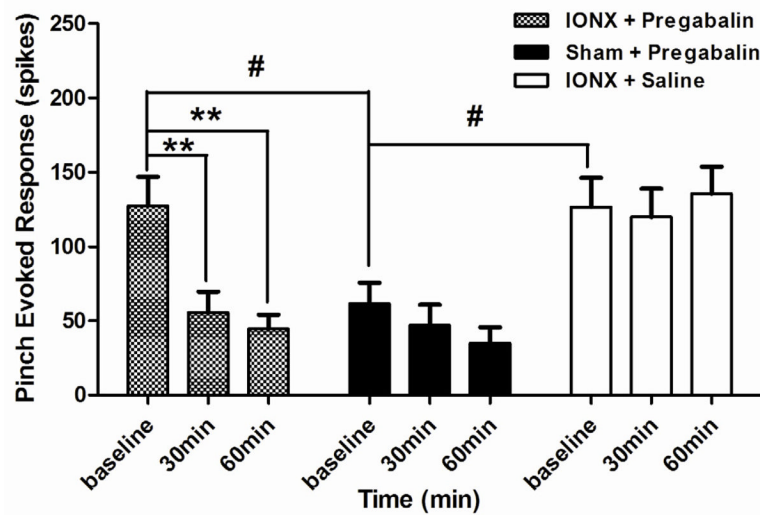 250
200
150
100
50
0
Pinch Evoked Response (spikes)
IONX + Pregabalin
Sham + Pregabalin
IONX + Saline
#
#
**
**
baseline
30min
60min
baseline
30min
60min
baseline
30min
60min
Time (min)